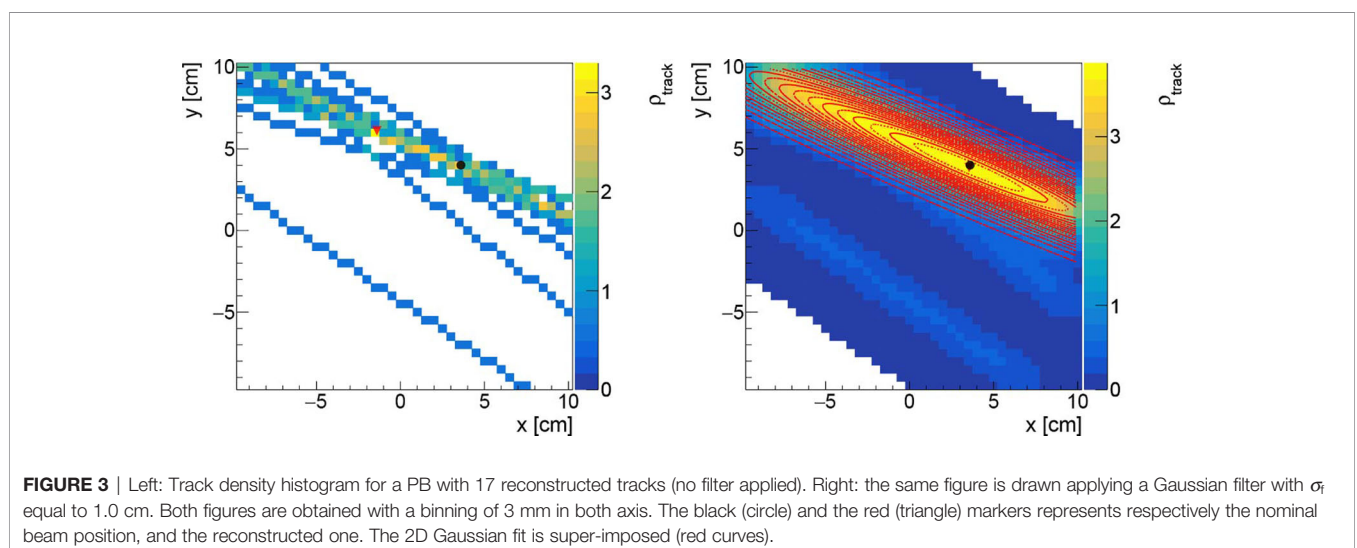 10
5
0
−5
y [cm]
−5
0
5
10
x [cm]
3
2
1
0
ρtrack
10
5
0
−5
y [cm]
−5
0
5
10
x [cm]
3
2
1
0
ρtrack
FIGURE 3 | Left: Track density histogram for a PB with 17 reconstructed tracks (no filter applied). Right: the same figure is drawn applying a Gaussian filter with σf
equal to 1.0 cm. Both figures are obtained with a binning of 3 mm in both axis. The black (circle) and the red (triangle) markers represents respectively the nominal
beam position, and the reconstructed one. The 2D Gaussian fit is super-imposed (red curves).